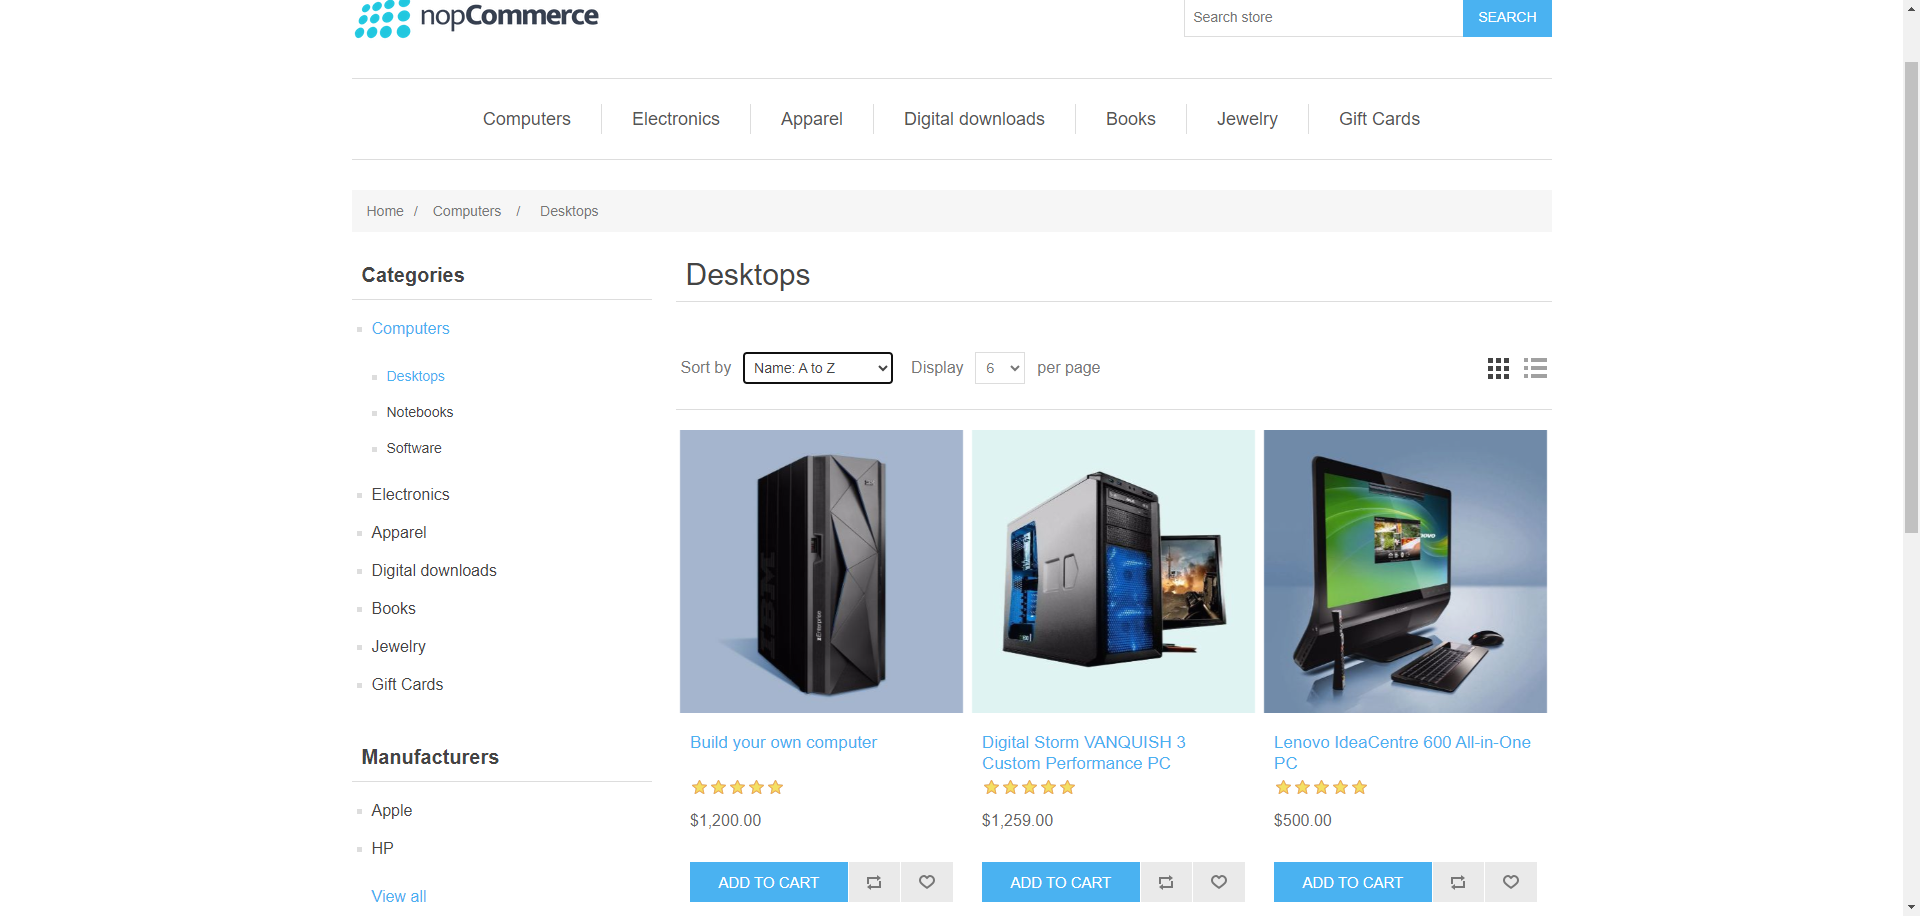 nopCommerce
Search store
SEARCH
Computers
Electronics
Apparel
Digital downloads
Books
Jewelry
Gift Cards
Home / Computers / Desktops
Categories
Computers
Desktops
Notebooks
Software
Electronics
Apparel
Digital downloads
Books
Jewelry
Gift Cards
Manufacturers
Apple
HP
View all
Desktops
Sort by Name: A to Z Display 6 per page
Build your own computer
$1,200.00
ADD TO CART
Digital Storm VANQUISH 3
Custom Performance PC
$1,259.00
ADD TO CART
Lenovo IdeaCentre 600 All-in-One
PC
$500.00
ADD TO CART